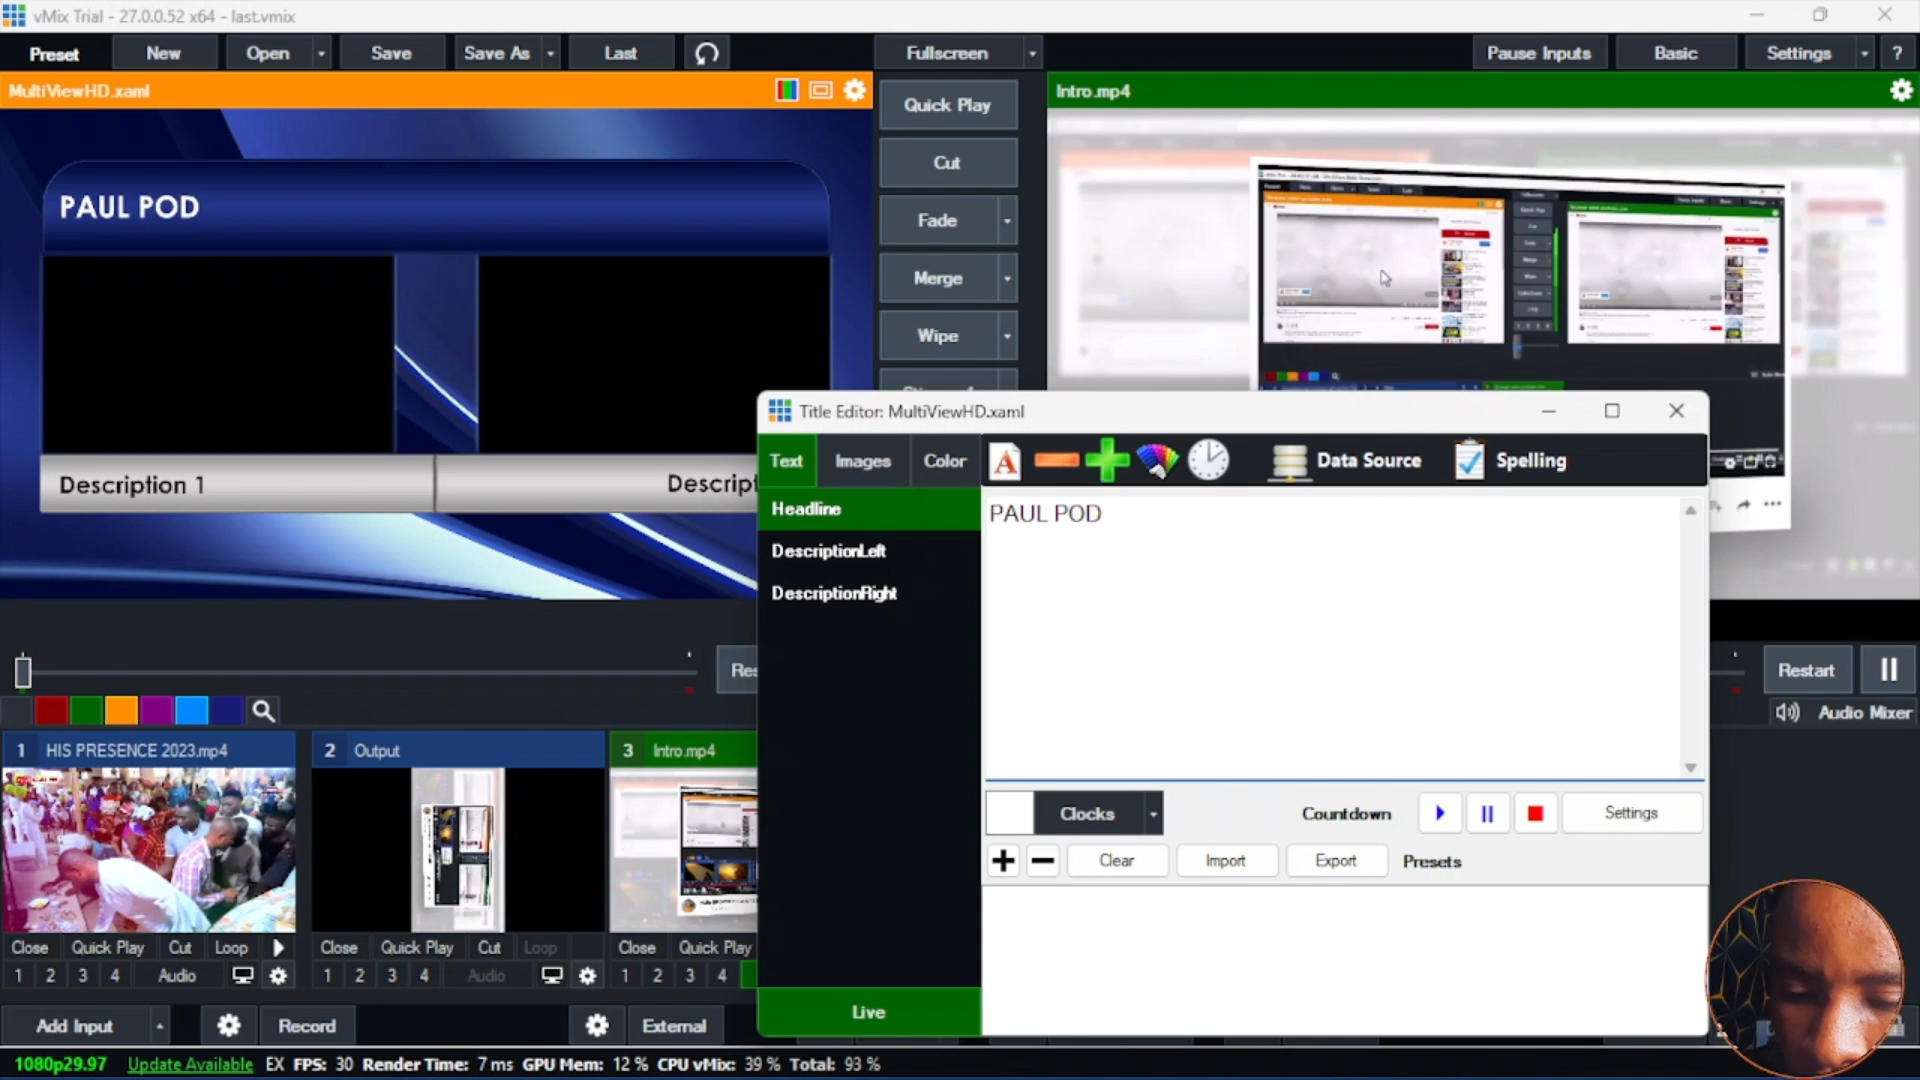 vMix Trial - 27.0.0.52 x64 - last.vmix
Preset New Open Save Save As Last Fullscreen Pause Inputs Basic Settings ?
MultiViewHD.xaml
Intro.mp4
Quick Play
Cut
Fade
Merge
Wipe
PAUL POD
Description 1
Descript
Title Editor: MultiViewHD.xaml
Text Images Color Data Source Spelling
Headline
DescriptionLeft
DescriptionRight
PAUL POD
Clocks Countdown Settings
Clear Import Export Presets
Live
Res
Restart
Audio Mixer
1 HIS PRESENCE 2023.mp4
2 Output
3 Intro.mp4
Close Quick Play Cut Loop
1 2 3 4 Audio
Close Quick Play Cut Loop
1 2 3 4 Audio
Close Quick Play
1 2 3 4
Add Input Record External
1080p29.97 Update Available EX FPS: 30 Render Time: 7 ms GPU Mem: 12 % CPU vMix: 39 % Total: 93 %